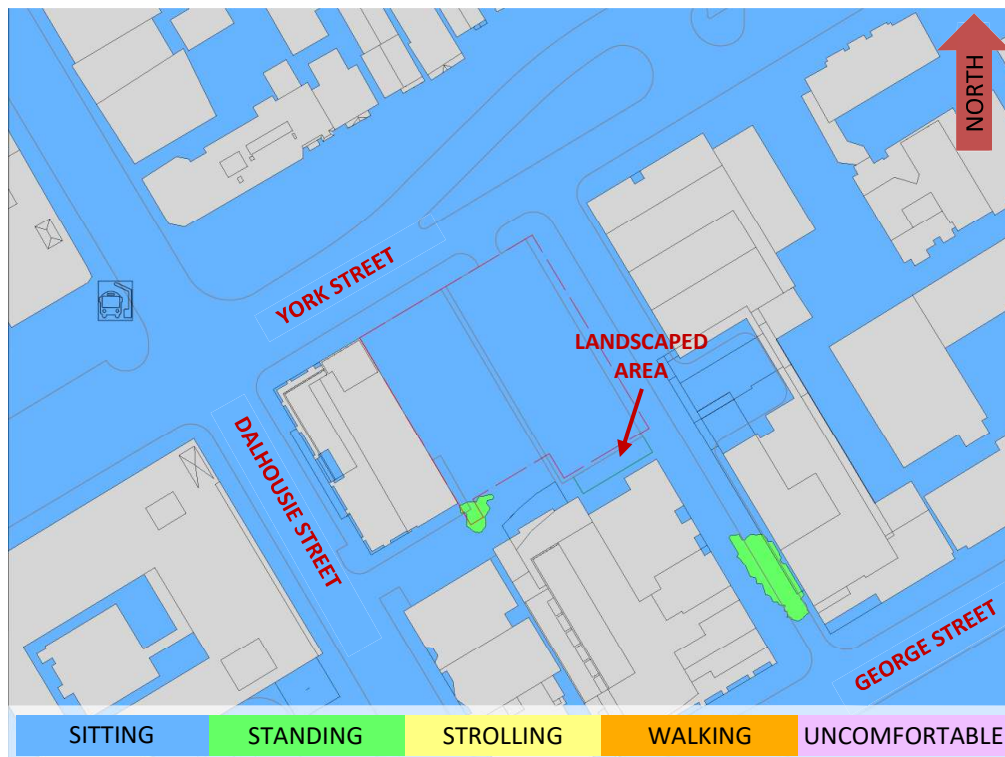 NORTH
YORK STREET
LANDSCAPED
AREA
DALHOUSIE STREET
GEORGE STREET
SITTING
STANDING
STROLLING
WALKING
UNCOMFORTABLE